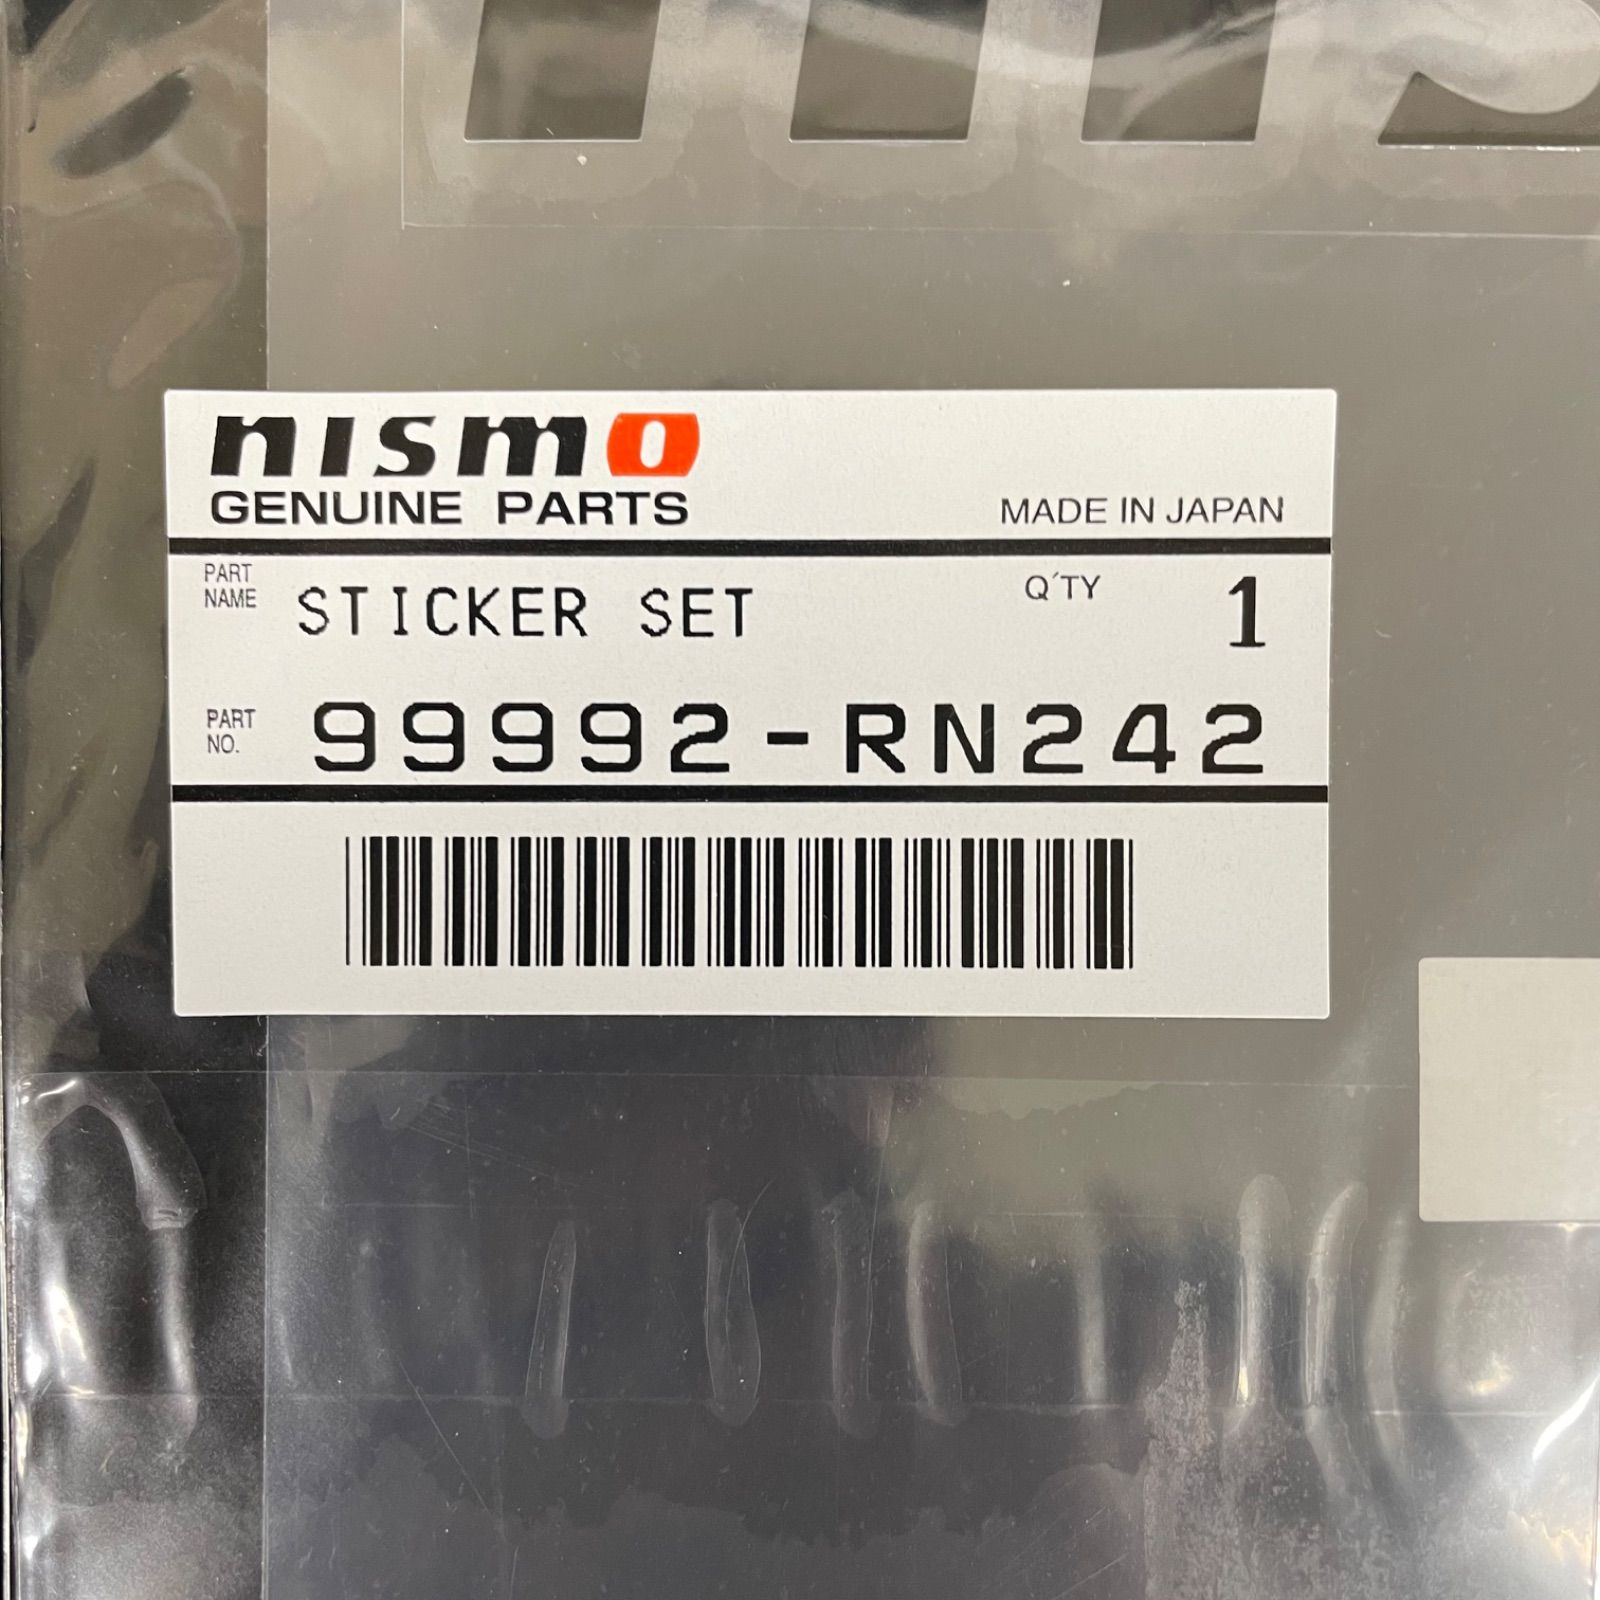 nismo
GENUINE PARTS
MADE IN JAPAN
PART NAME STICKER SET Q'TY 1
PART NO. 99992-RN242